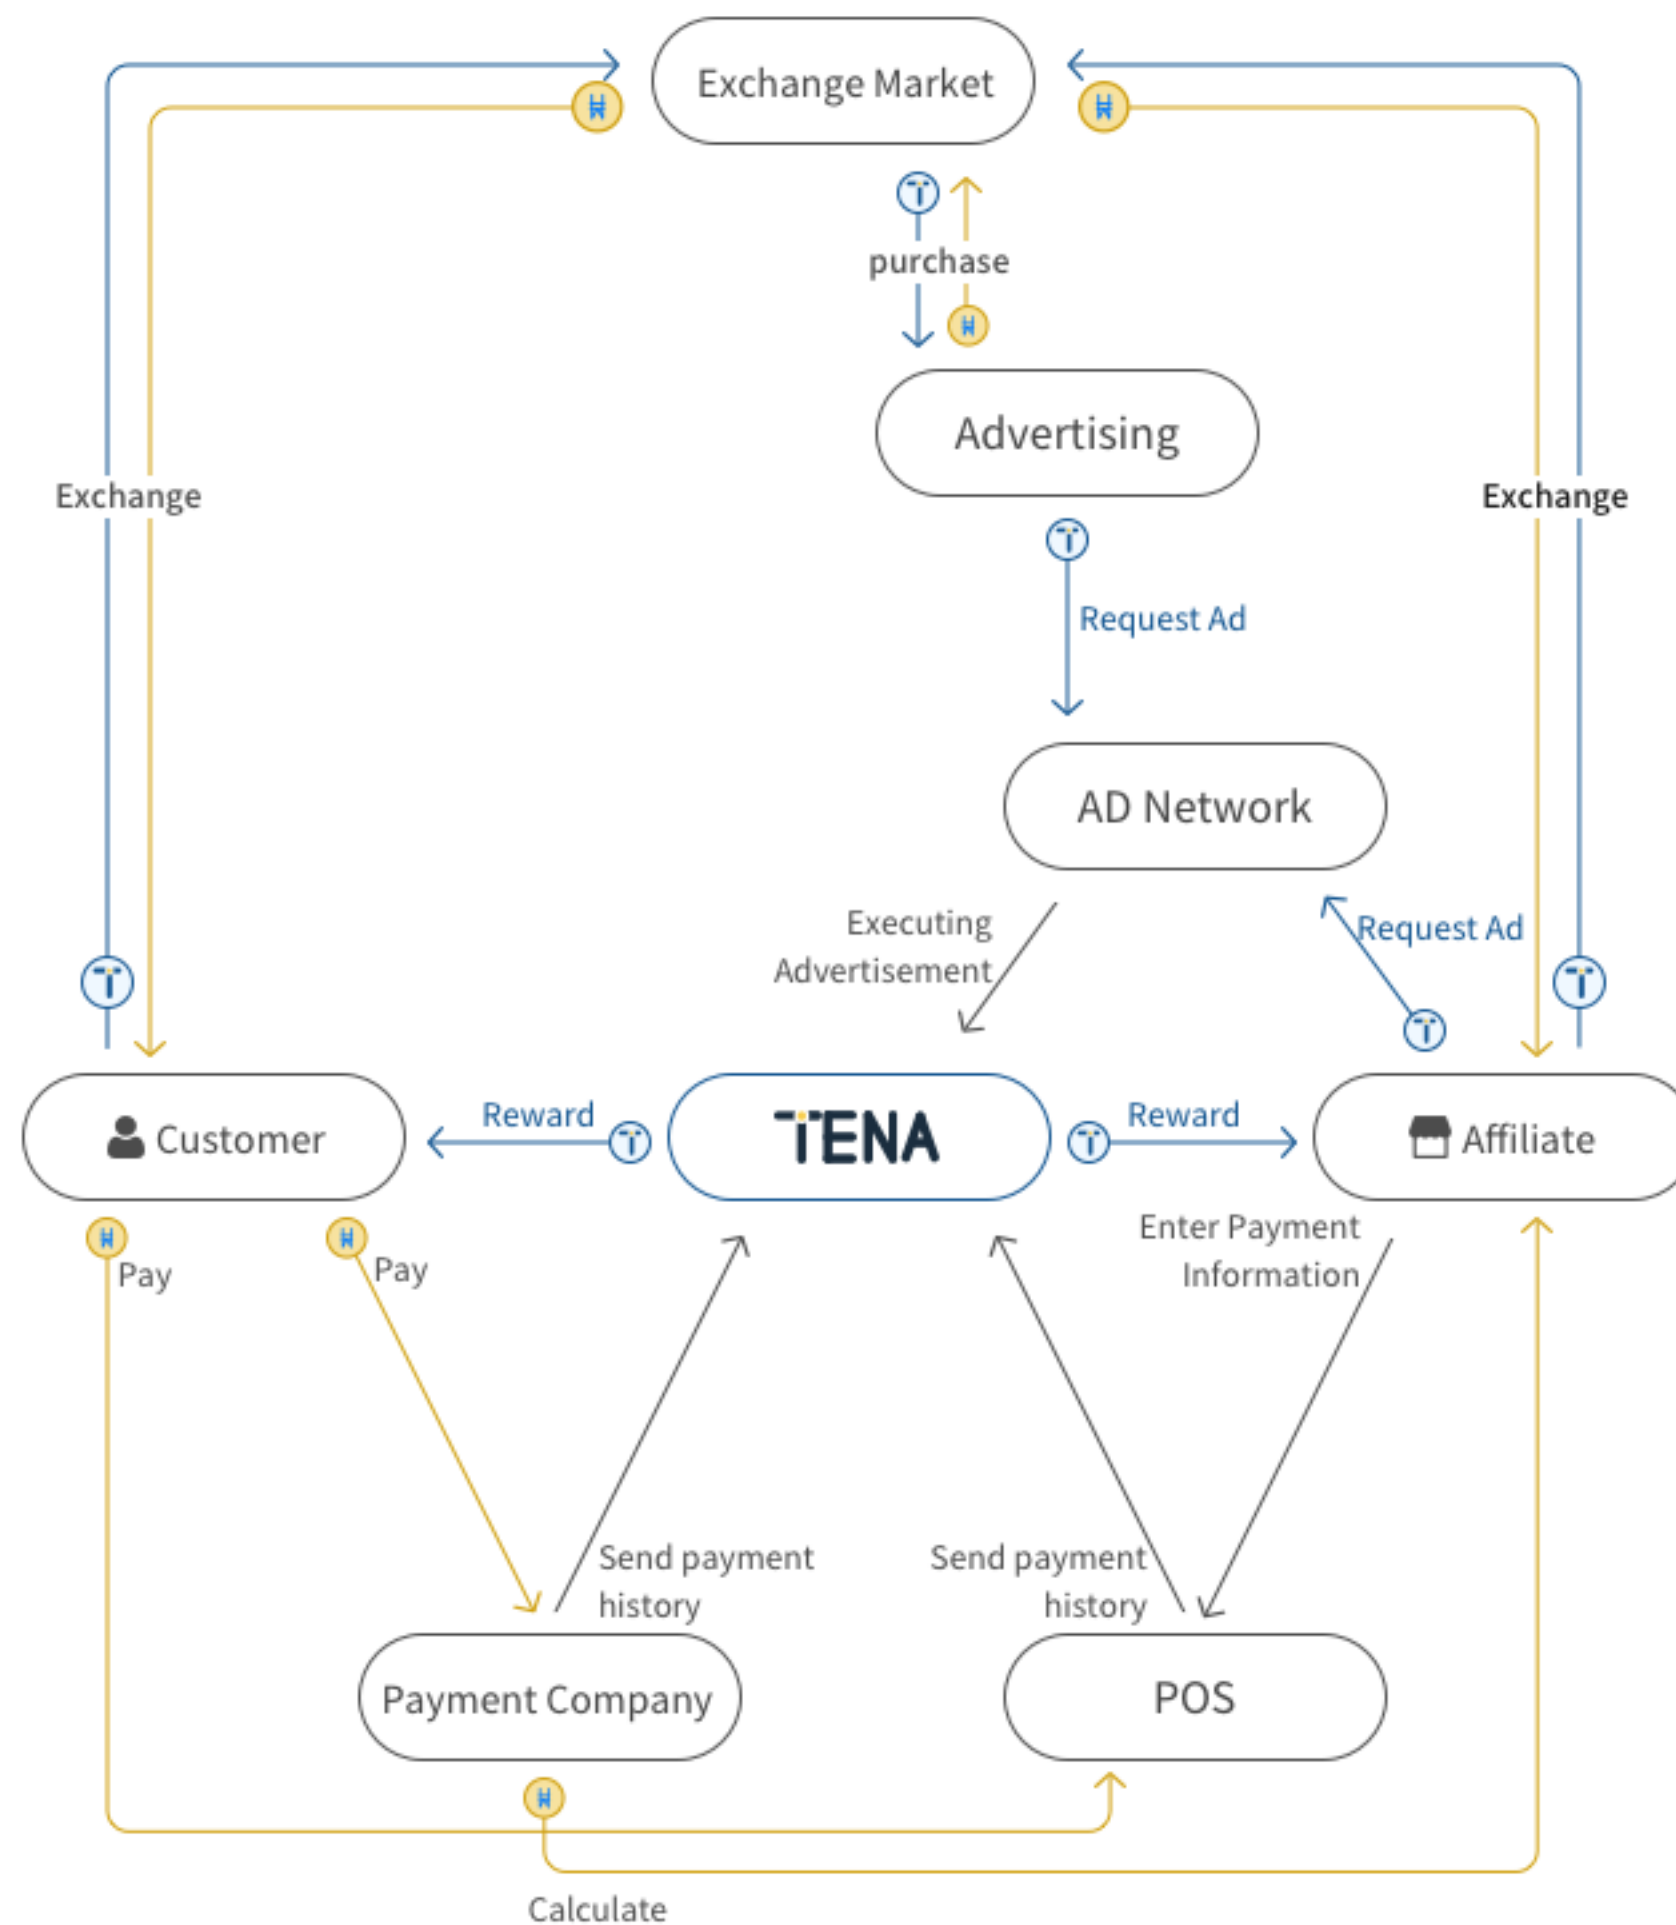 Exchange Market
purchase
Advertising
Exchange
Exchange
Request Ad
AD Network
Executing
Advertisement
Request Ad
Customer
Reward
TENA
Reward
Affiliate
Pay
Pay
Enter Payment
Information
Send payment
history
Send payment
history
Payment Company
POS
Calculate